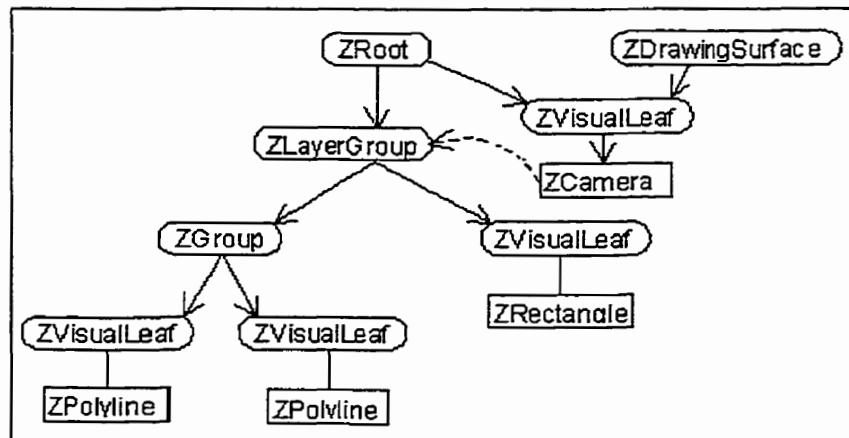 ZRoot
ZDrawingSurface
ZVisualLeaf
ZLayerGroup
ZCamera
ZGroup
ZVisualLeaf
ZRectangle
ZVisualLeaf
ZVisualLeaf
ZPolyline
ZPolyline